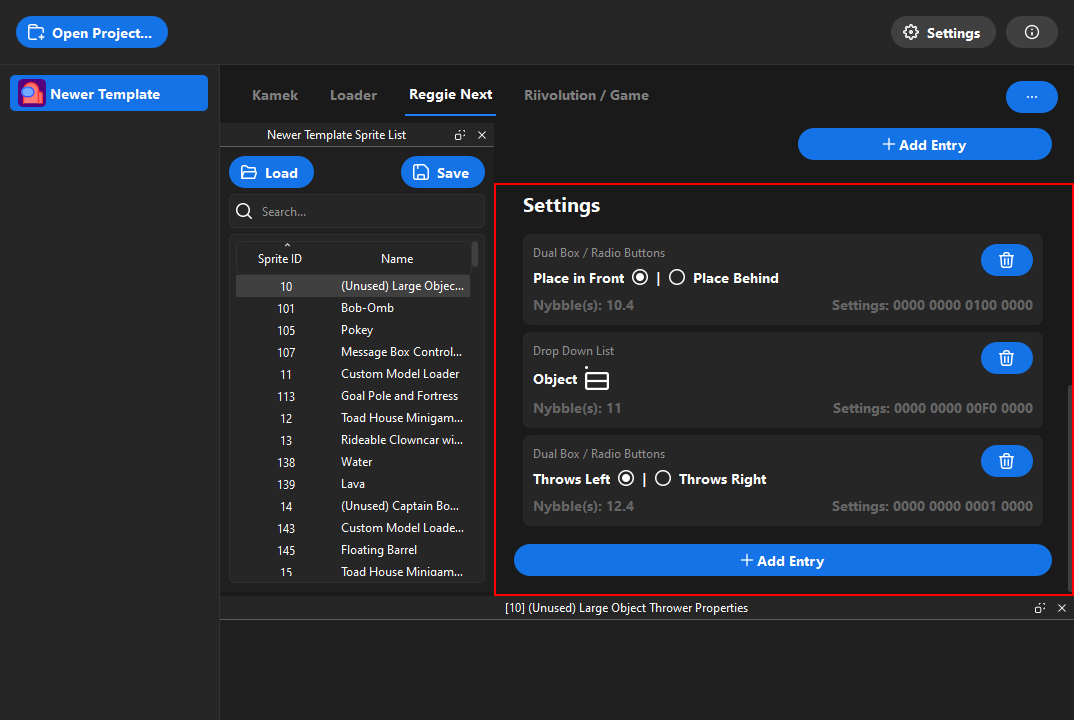 Open Project...
Settings
Newer Template
Kamek
Loader
Reggie Next
Riivolution / Game
...
Newer Template Sprite List
Load
Save
Search...
Sprite ID
Name
10
(Unused) Large Objec...
101
Bob-Omb
105
Pokey
107
Message Box Control...
11
Custom Model Loader
113
Goal Pole and Fortress
12
Toad House Minigam...
13
Rideable Clowncar wi...
138
Water
139
Lava
14
(Unused) Captain Bo...
143
Custom Model Loade...
145
Floating Barrel
15
Toad House Minigam...
+ Add Entry
Settings
Dual Box / Radio Buttons
Place in Front | Place Behind
Nybble(s): 10.4
Settings: 0000 0000 0100 0000
Drop Down List
Object
Nybble(s): 11
Settings: 0000 0000 00F0 0000
Dual Box / Radio Buttons
Throws Left | Throws Right
Nybble(s): 12.4
Settings: 0000 0000 0001 0000
+ Add Entry
[10] (Unused) Large Object Thrower Properties